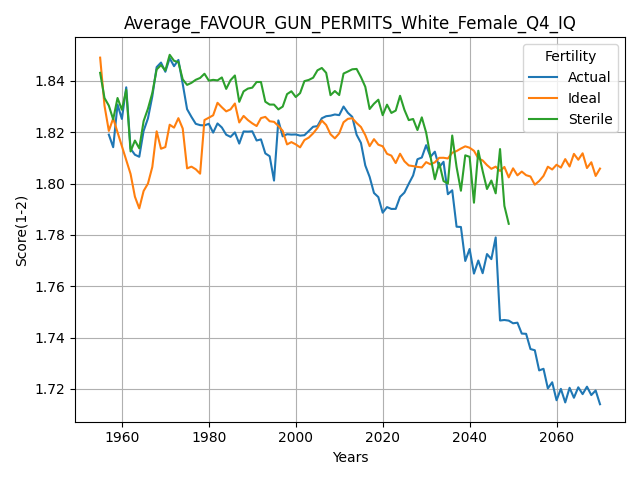 Average_FAVOUR_GUN_PERMITS_White_Female_Q4_IQ
Fertility
Actual
Ideal
Sterile
Score(1-2)
1.84
1.82
1.80
1.78
1.76
1.74
1.72
1960 1980 2000 2020 2040 2060
Years